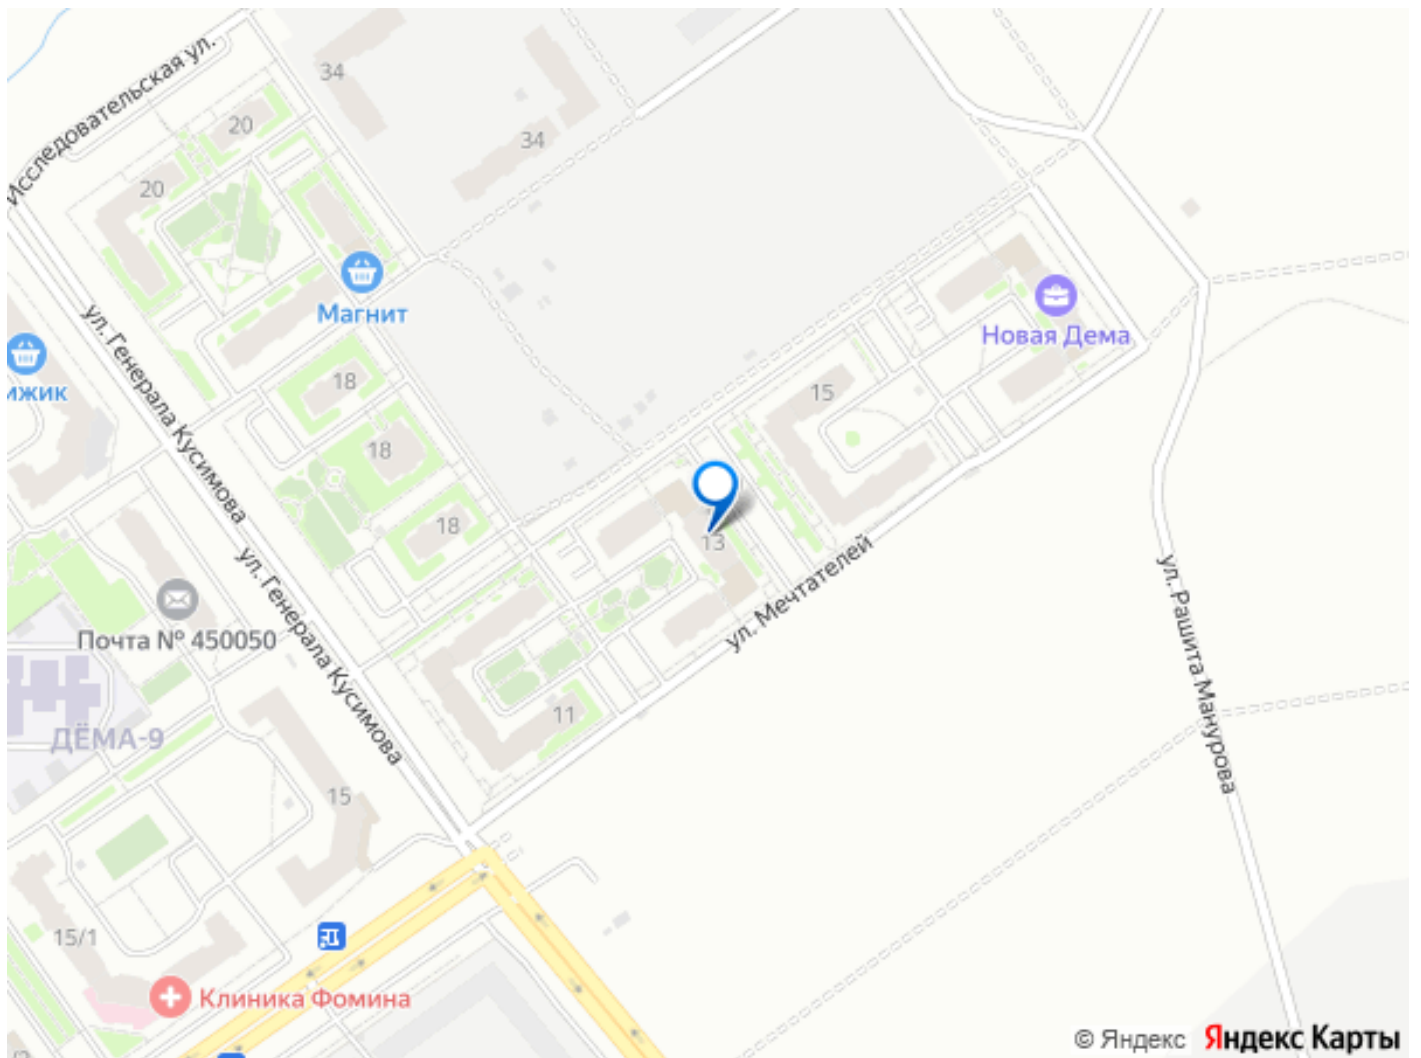 Исследовательская ул.
34
20
34
20
Магнит
Новая Дема
ул. Генерала Кусимова
ижик
18
15
18
18
13
ул. Мечтателей
ул. Генерала Кусимова
Почта № 450050
ул. Рашита Манурова
11
ДЁМА-9
15
15/1
Клиника Фомина
/2
© Яндекс Яндекс Карты